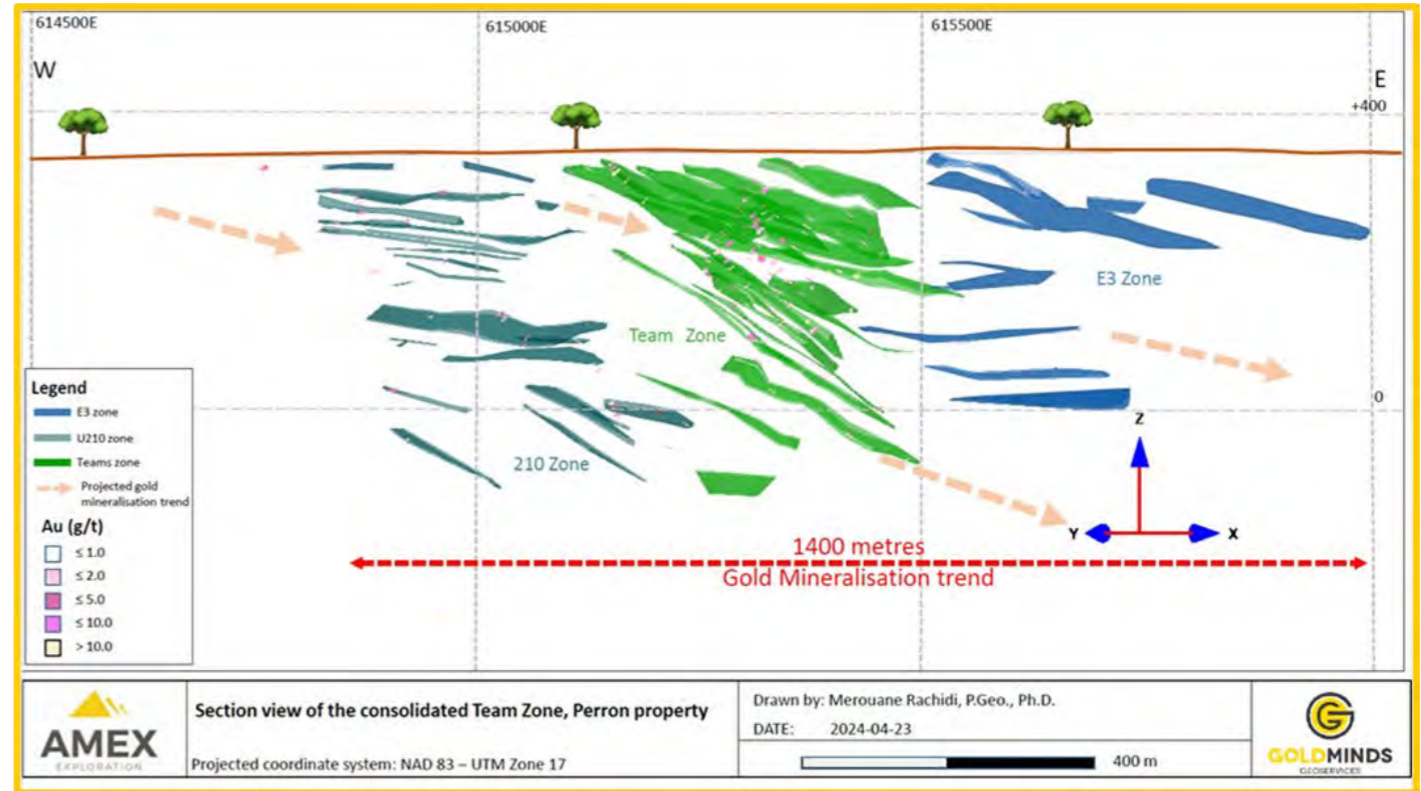 614500E
615000E
615500E
W
E
+400
E3 Zone
Team Zone
0
Legend
E3 zone
U210 zone
Teams zone
Projected gold
mineralisation trend
Au (g/t)
≤ 1.0
≤ 2.0
≤ 5.0
≤ 10.0
> 10.0
210 Zone
Z
Y
X
1400 metres
Gold Mineralisation trend
AMEX
EXPLORATION
Section view of the consolidated Team Zone, Perron property
Projected coordinate system: NAD 83 – UTM Zone 17
Drawn by: Merouane Rachidi, P.Geo., Ph.D.
DATE: 2024-04-23
400 m
GOLDMINDS
GEOSERVICES